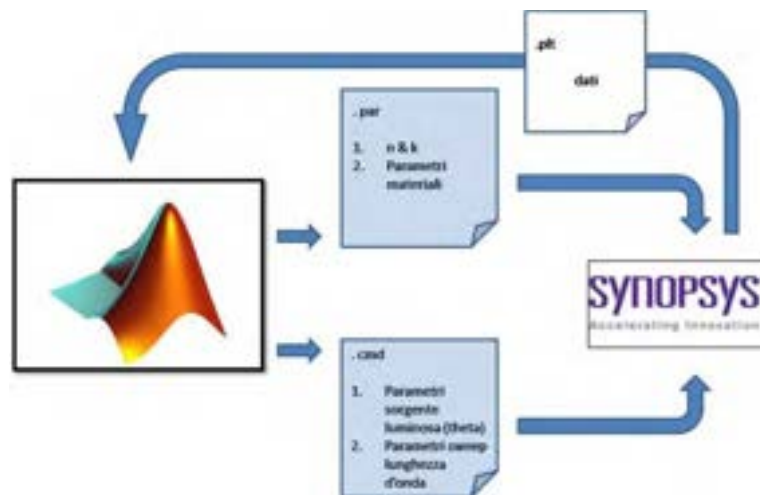 .plt
dati
.par
1. n & k
2. Parametri
materiali
SYNOPSYS
Accelerating Innovation
.cmd
1. Parametri
sorgente
luminosa (theta)
2. Parametri sweep
lunghezza
d'onda